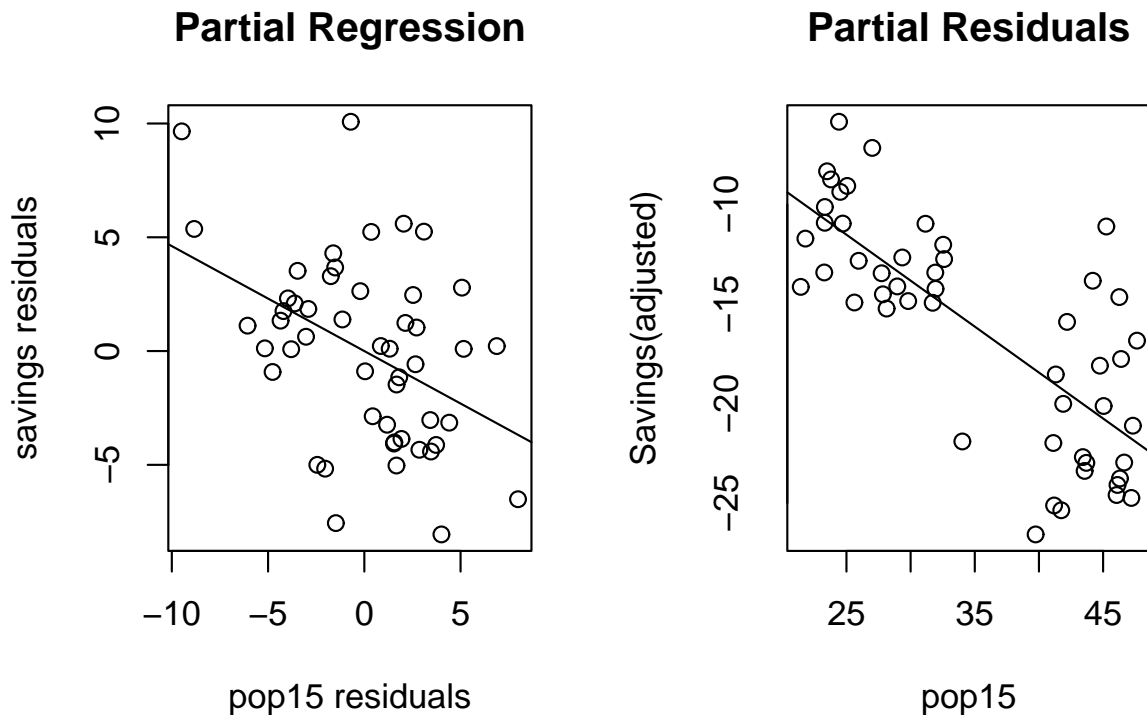 Partial Regression
savings residuals
10
5
0
−5
−10
−5
0
5
pop15 residuals
Partial Residuals
Savings(adjusted)
−10
−15
−20
−25
25
35
45
pop15